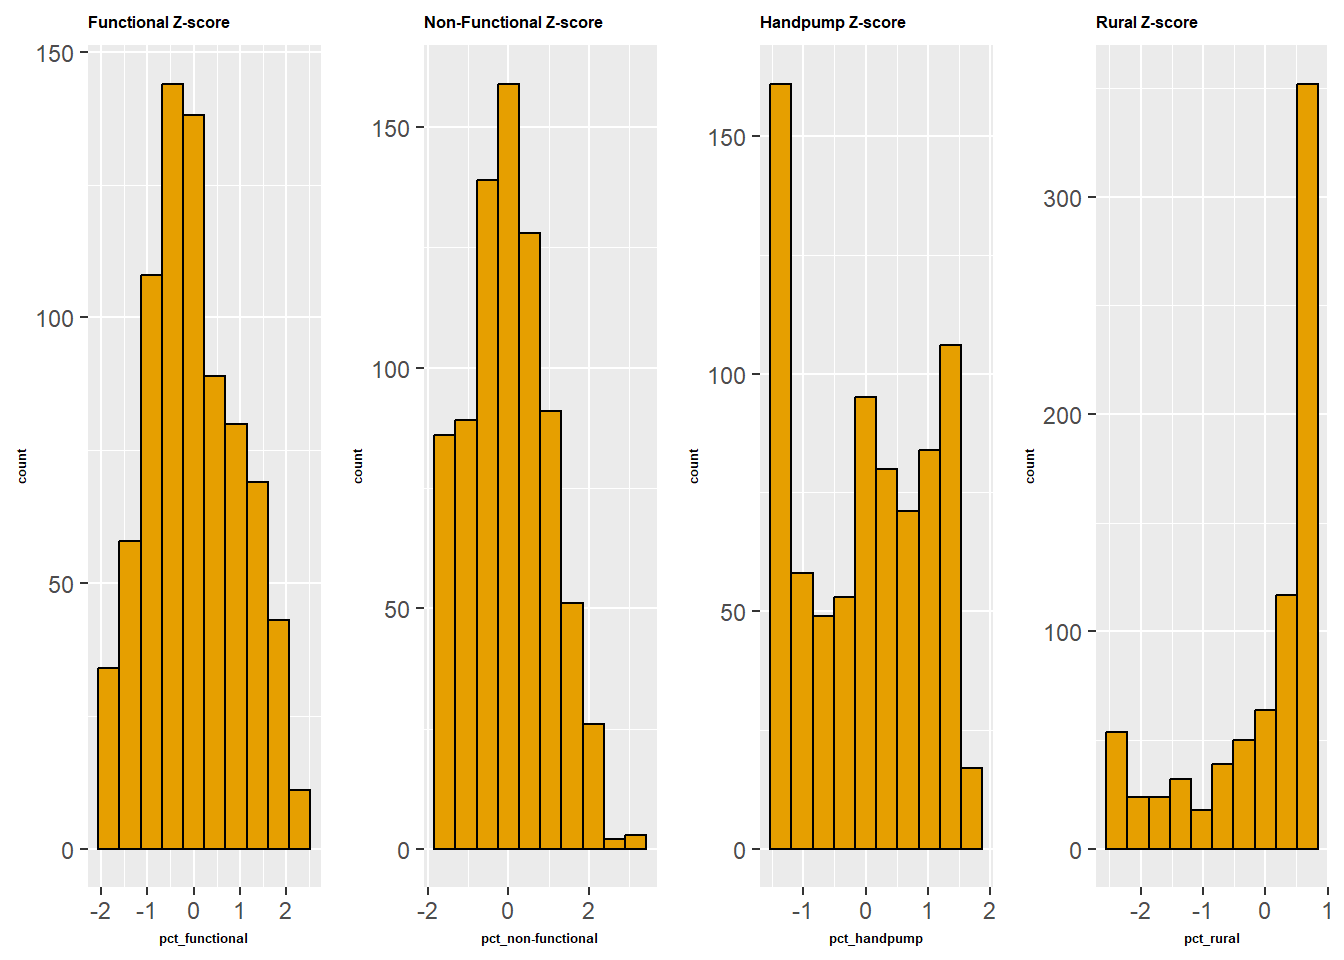 Functional Z-score
150
100
50
0
count
-2 -1 0 1 2
pct_functional
Non-Functional Z-score
150
100
50
0
count
-2 0 2
pct_non-functional
Handpump Z-score
150
100
50
0
count
-1 0 1 2
pct_handpump
Rural Z-score
300
200
100
0
count
-2 -1 0 1
pct_rural